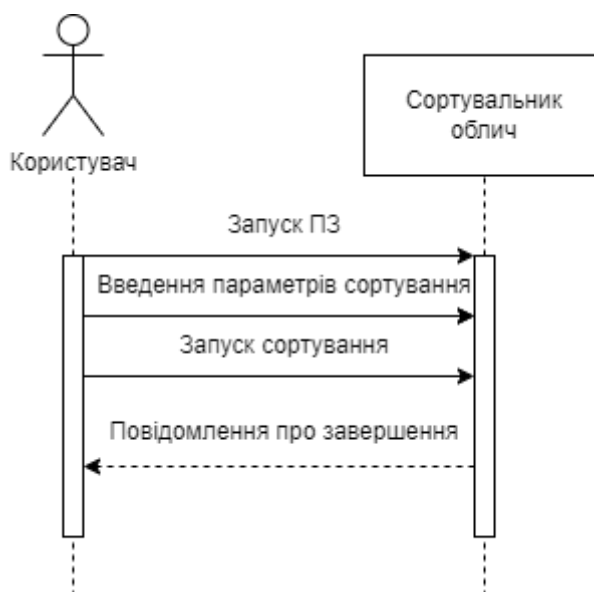 Сортувальник
облич
Користувач
Запуск ПЗ
Введення параметрів сортування
Запуск сортування
Повідомлення про завершення